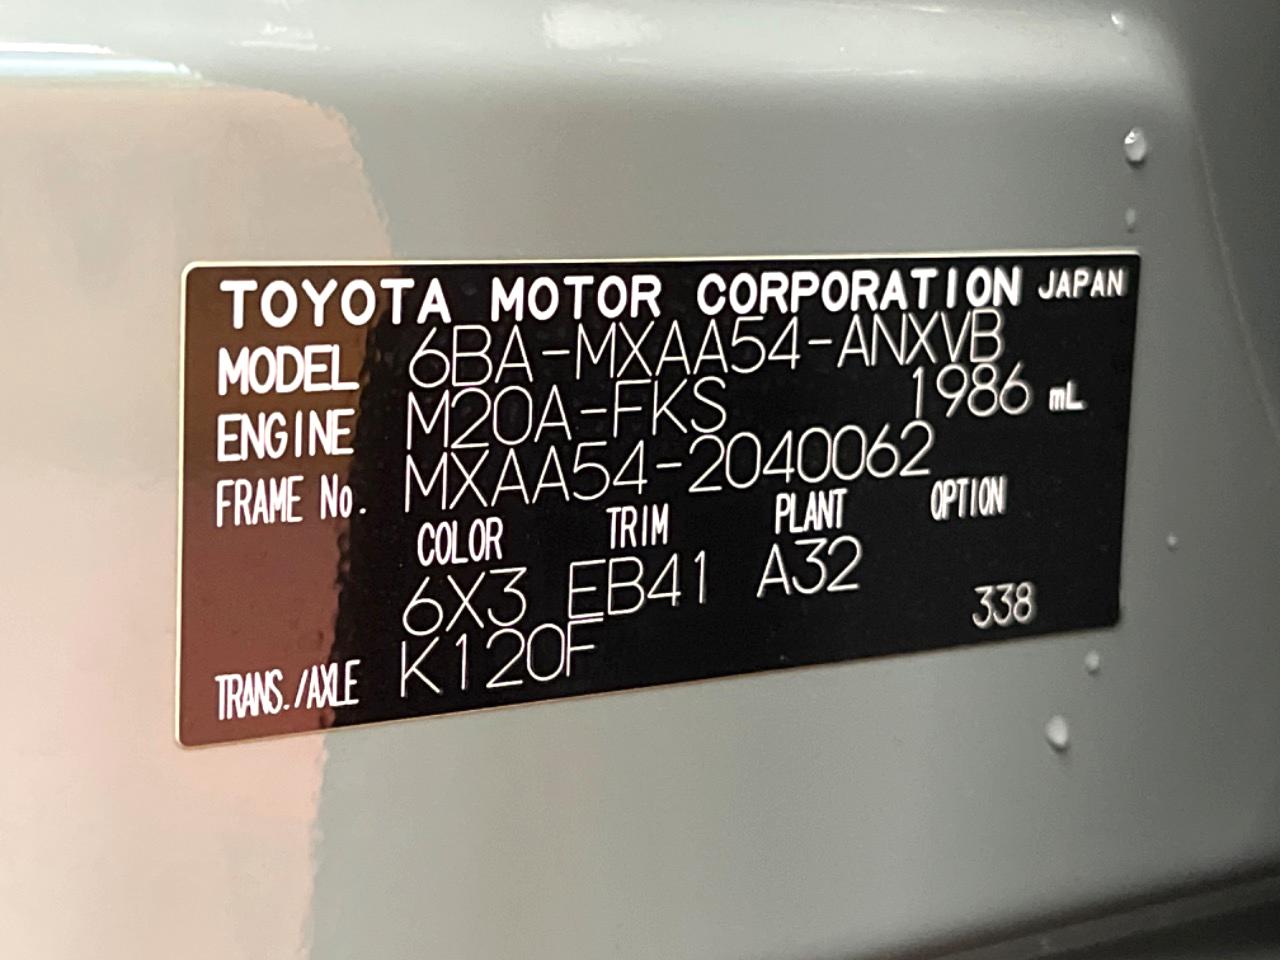 TOYOTA MOTOR CORPORATION JAPAN
MODEL 6BA-MXAA54-ANXVB
ENGINE M20A-FKS 1986 mL
FRAME No. MXAA54-2040062
COLOR TRIM PLANT OPTION
6X3 EB41 A32
338
TRANS./AXLE K120F